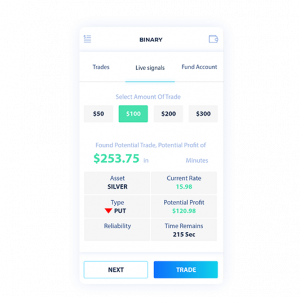 BINARY
Trades
Live signals
Fund Account
Select Amount Of Trade
$50
$100
$200
$300
Found Potential Trade, Potential Profit of
$253.75 in Minutes
Asset
SILVER
Current Rate
15.98
Type
PUT
Potential Profit
$120.98
Reliability
Time Remains
215 Sec
NEXT
TRADE